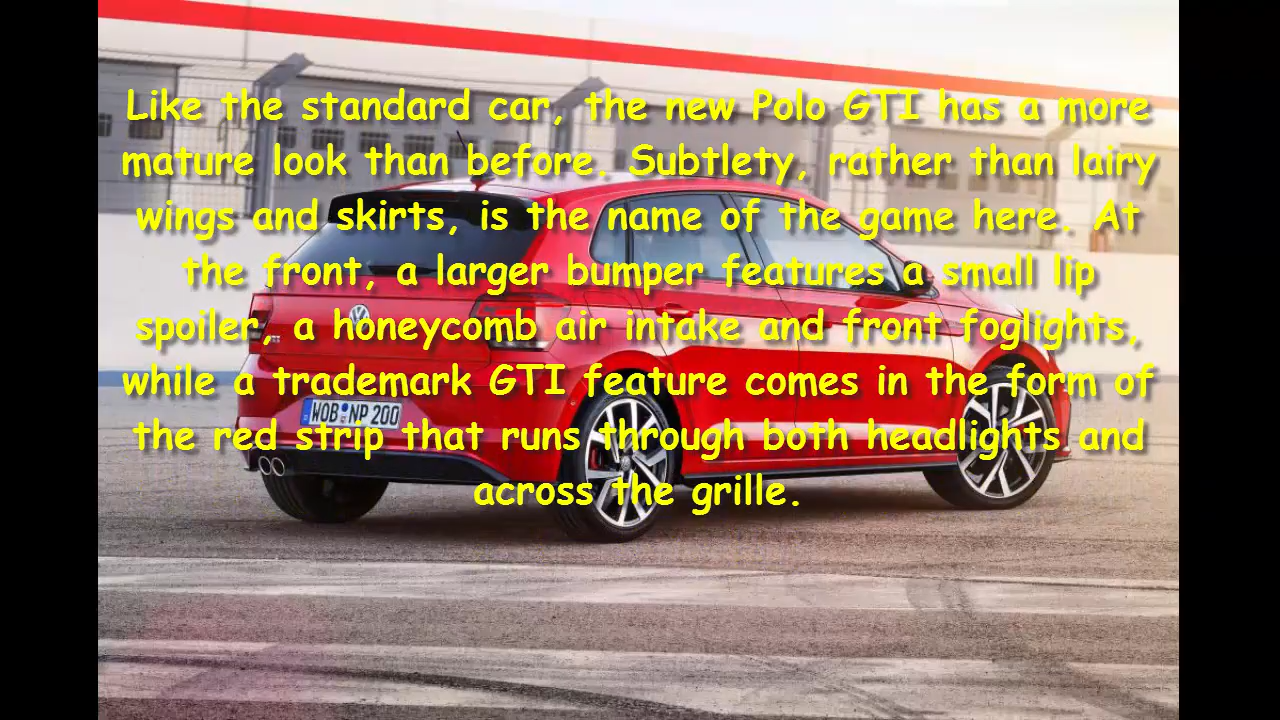 Like the standard car, the new Polo GTI has a more
mature look than before. Subtlety, rather than lairy
wings and skirts, is the name of the game here. At
the front, a larger bumper features a small lip
spoiler, a honeycomb air intake and front foglights,
while a trademark GTI feature comes in the form of
the red strip that runs through both headlights and
across the grille.
WOB NP 200